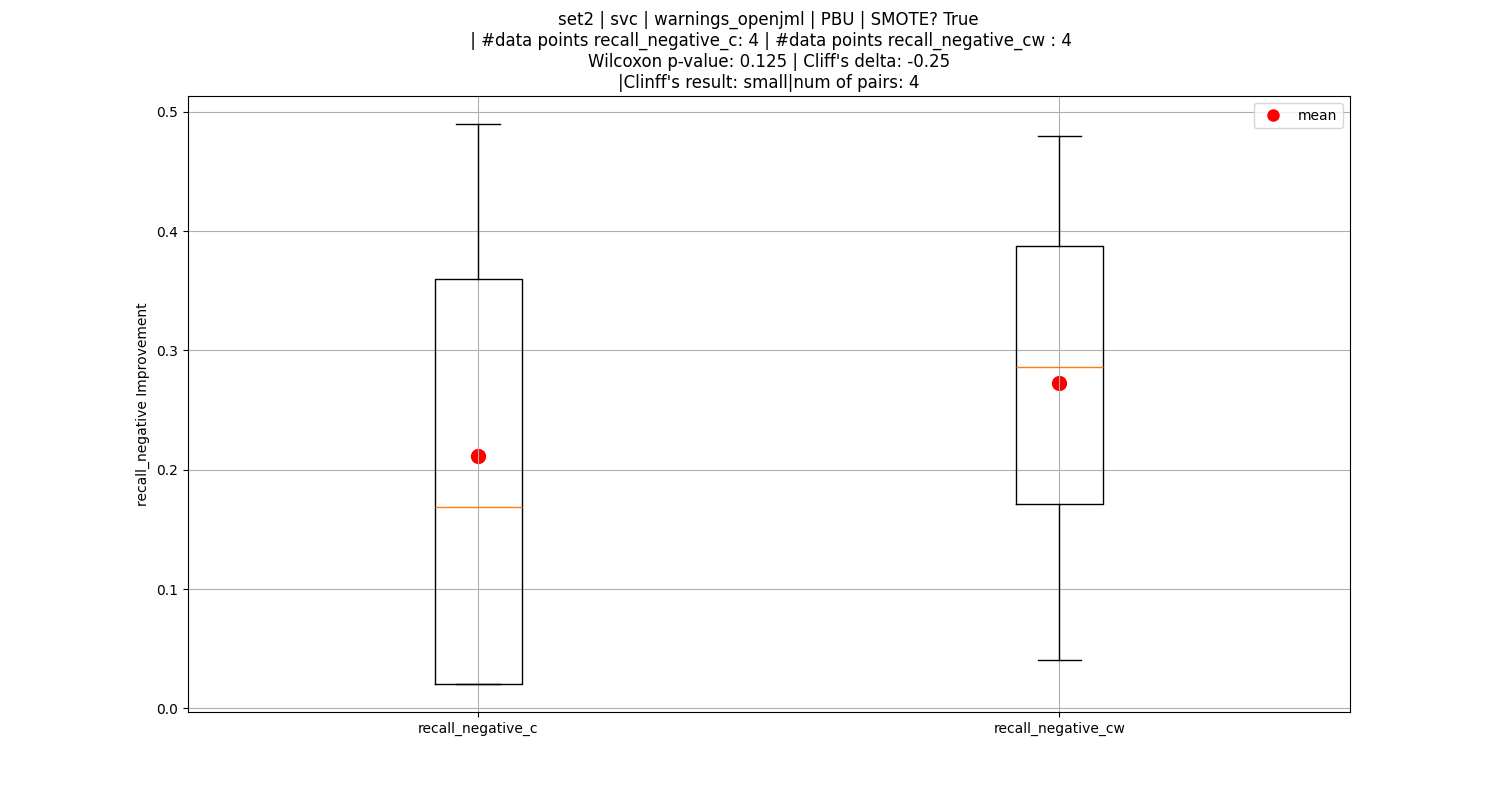 set2 | svc | warnings_openjml | PBU | SMOTE? True
| #data points recall_negative_c: 4 | #data points recall_negative_cw : 4
Wilcoxon p-value: 0.125 | Cliff's delta: -0.25
|Clinff's result: small|num of pairs: 4
mean
0.5
0.4
0.3
0.2
0.1
0.0
recall_negative Improvement
recall_negative_c
recall_negative_cw